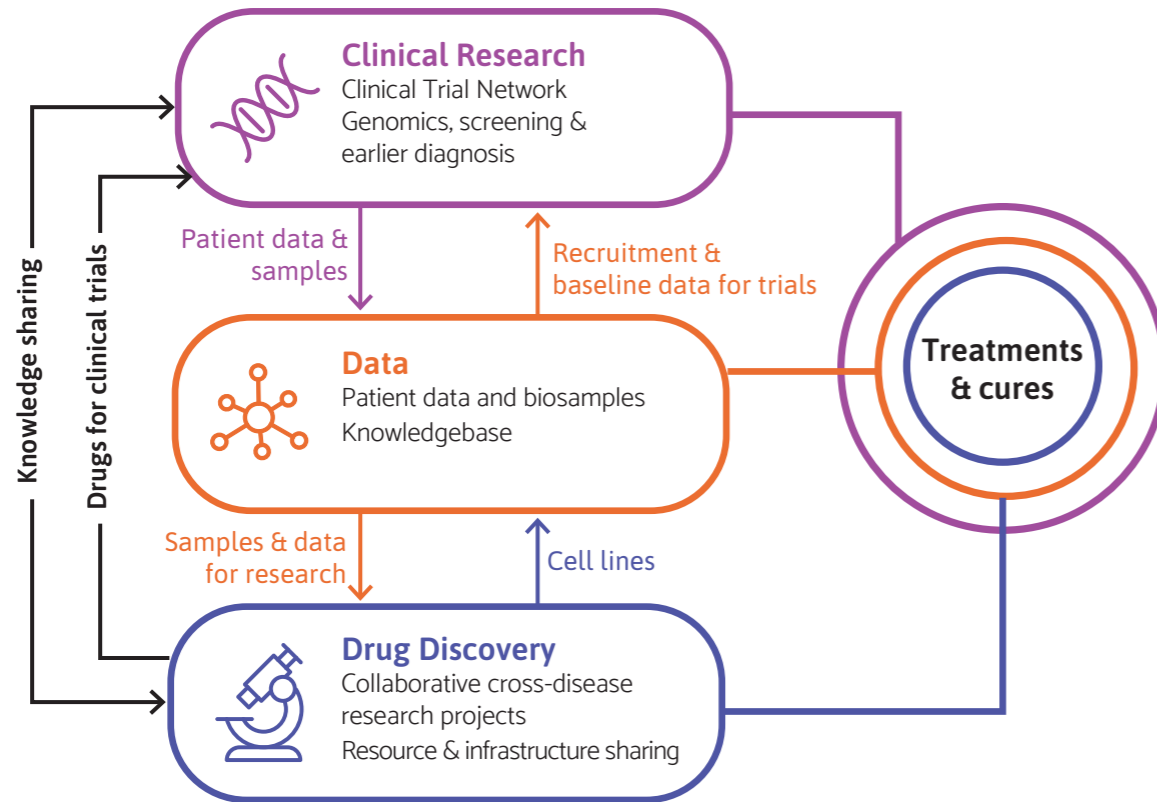 Clinical Research
Clinical Trial Network
Genomics, screening &
earlier diagnosis
Knowledge sharing
Drugs for clinical trials
Patient data &
samples
Recruitment &
baseline data for trials
Data
Patient data and biosamples
Knowledgebase
Treatments
& cures
Samples & data
for research
Cell lines
Drug Discovery
Collaborative cross-disease
research projects
Resource & infrastructure sharing